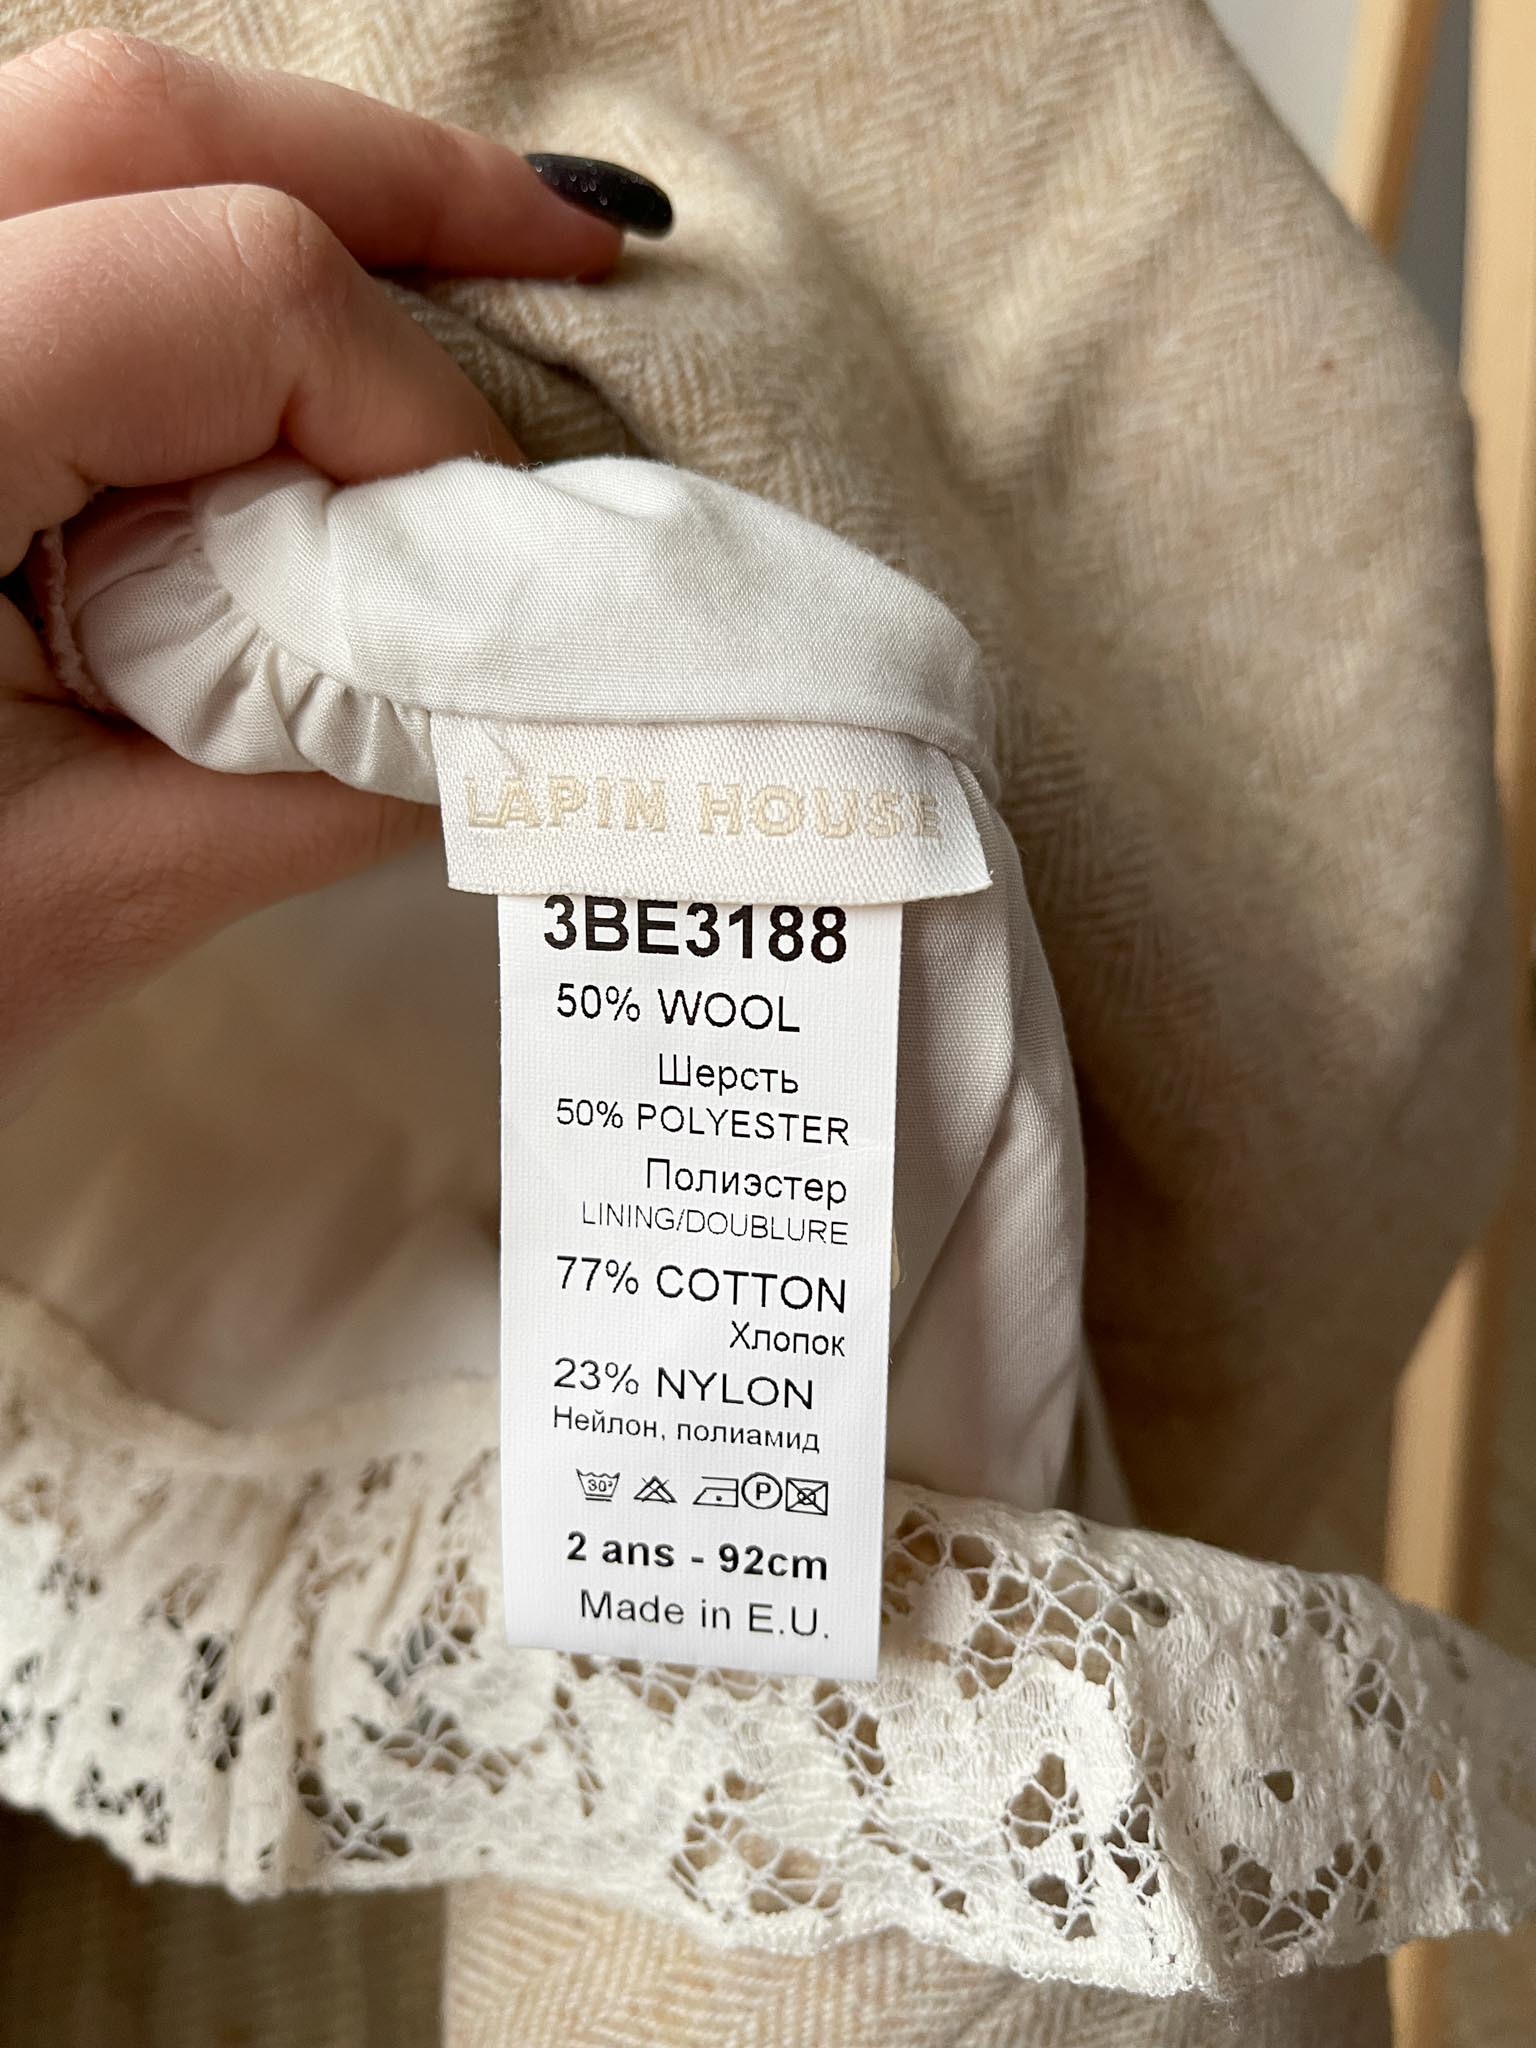 LAPIN HOUSE
3BE3188
50% WOOL
Шерсть
50% POLYESTER
Полиэстер
LINING/DOUBLURE
77% COTTON
Хлопок
23% NYLON
Нейлон, полиамид
30° P
2 ans - 92cm
Made in E.U.